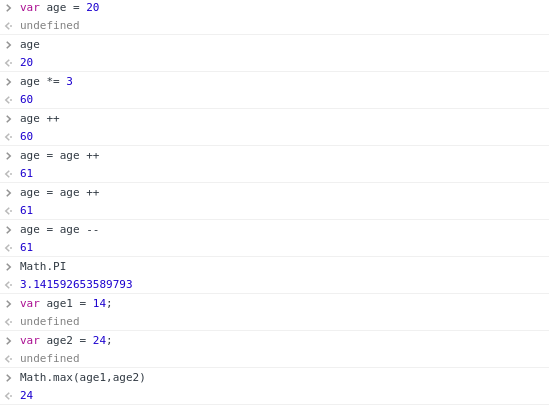 var age = 20
undefined
age
20
age *= 3
60
age ++
60
age = age ++
61
age = age ++
61
age = age --
61
Math.PI
3.141592653589793
var age1 = 14;
undefined
var age2 = 24;
undefined
Math.max(age1,age2)
24